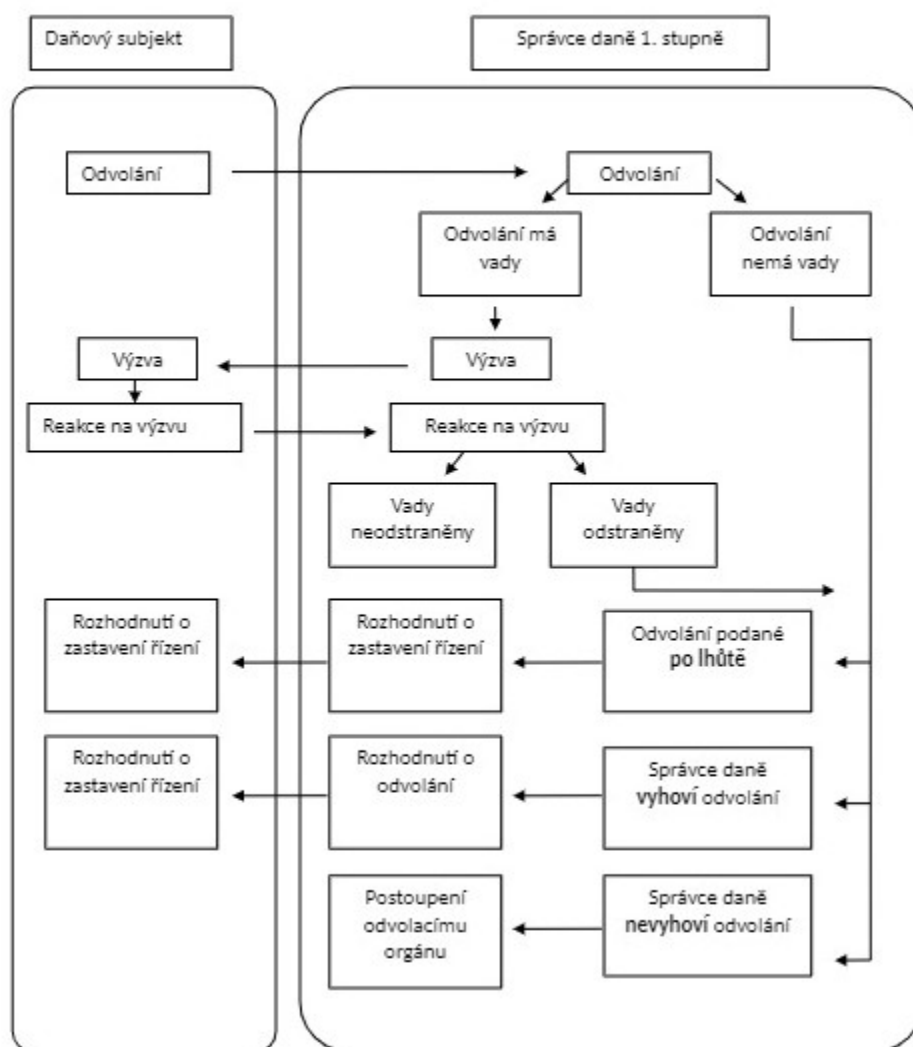 Daňový subjekt
Správce daně 1. stupně
Odvolání
Odvolání
Odvolání má
vady
Odvolání
nemá vady
Výzva
Výzva
Reakce na výzvu
Reakce na výzvu
Vady
neodstraněny
Vady
odstraněny
Rozhodnutí o
zastavení řízení
Rozhodnutí o
zastavení řízení
Odvolání podané
po lhůtě
Rozhodnutí o
zastavení řízení
Rozhodnutí o
odvolání
Správce daně
vyhoví odvolání
Postoupení
odvolacímu
orgánu
Správce daně
nevyhoví odvolání